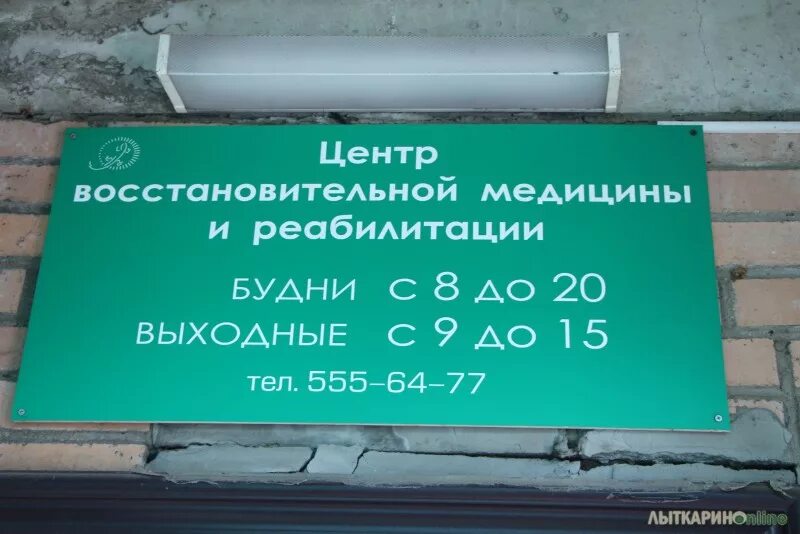 Центр
восстановительной медицины
и реабилитации
БУДНИ с 8 до 20
ВЫХОДНЫЕ с 9 до 15
тел. 555-64-77
ЛЫТКАРИНОonline